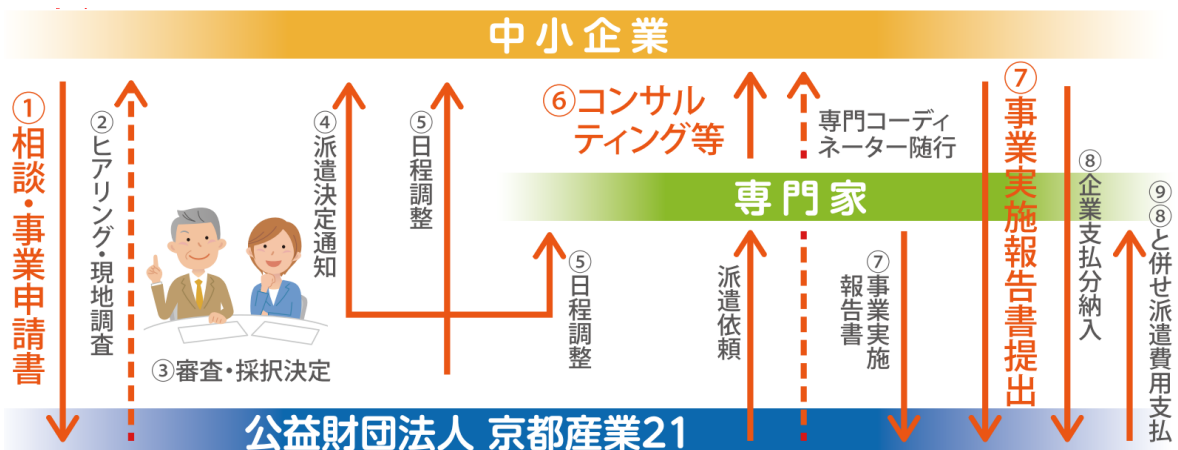 中小企業
①相談・事業申請書
②ヒアリング・現地調査
③審査・採択決定
④派遣決定通知
⑤日程調整
⑤日程調整
⑥コンサル
ティング等
専門コーディ
ネーター随行
専門家
派遣依頼
⑦事業実施
報告書
⑦事業実施報告書提出
⑧企業支払分納入
⑨⑧と併せ派遣費用支払
公益財団法人 京都産業21